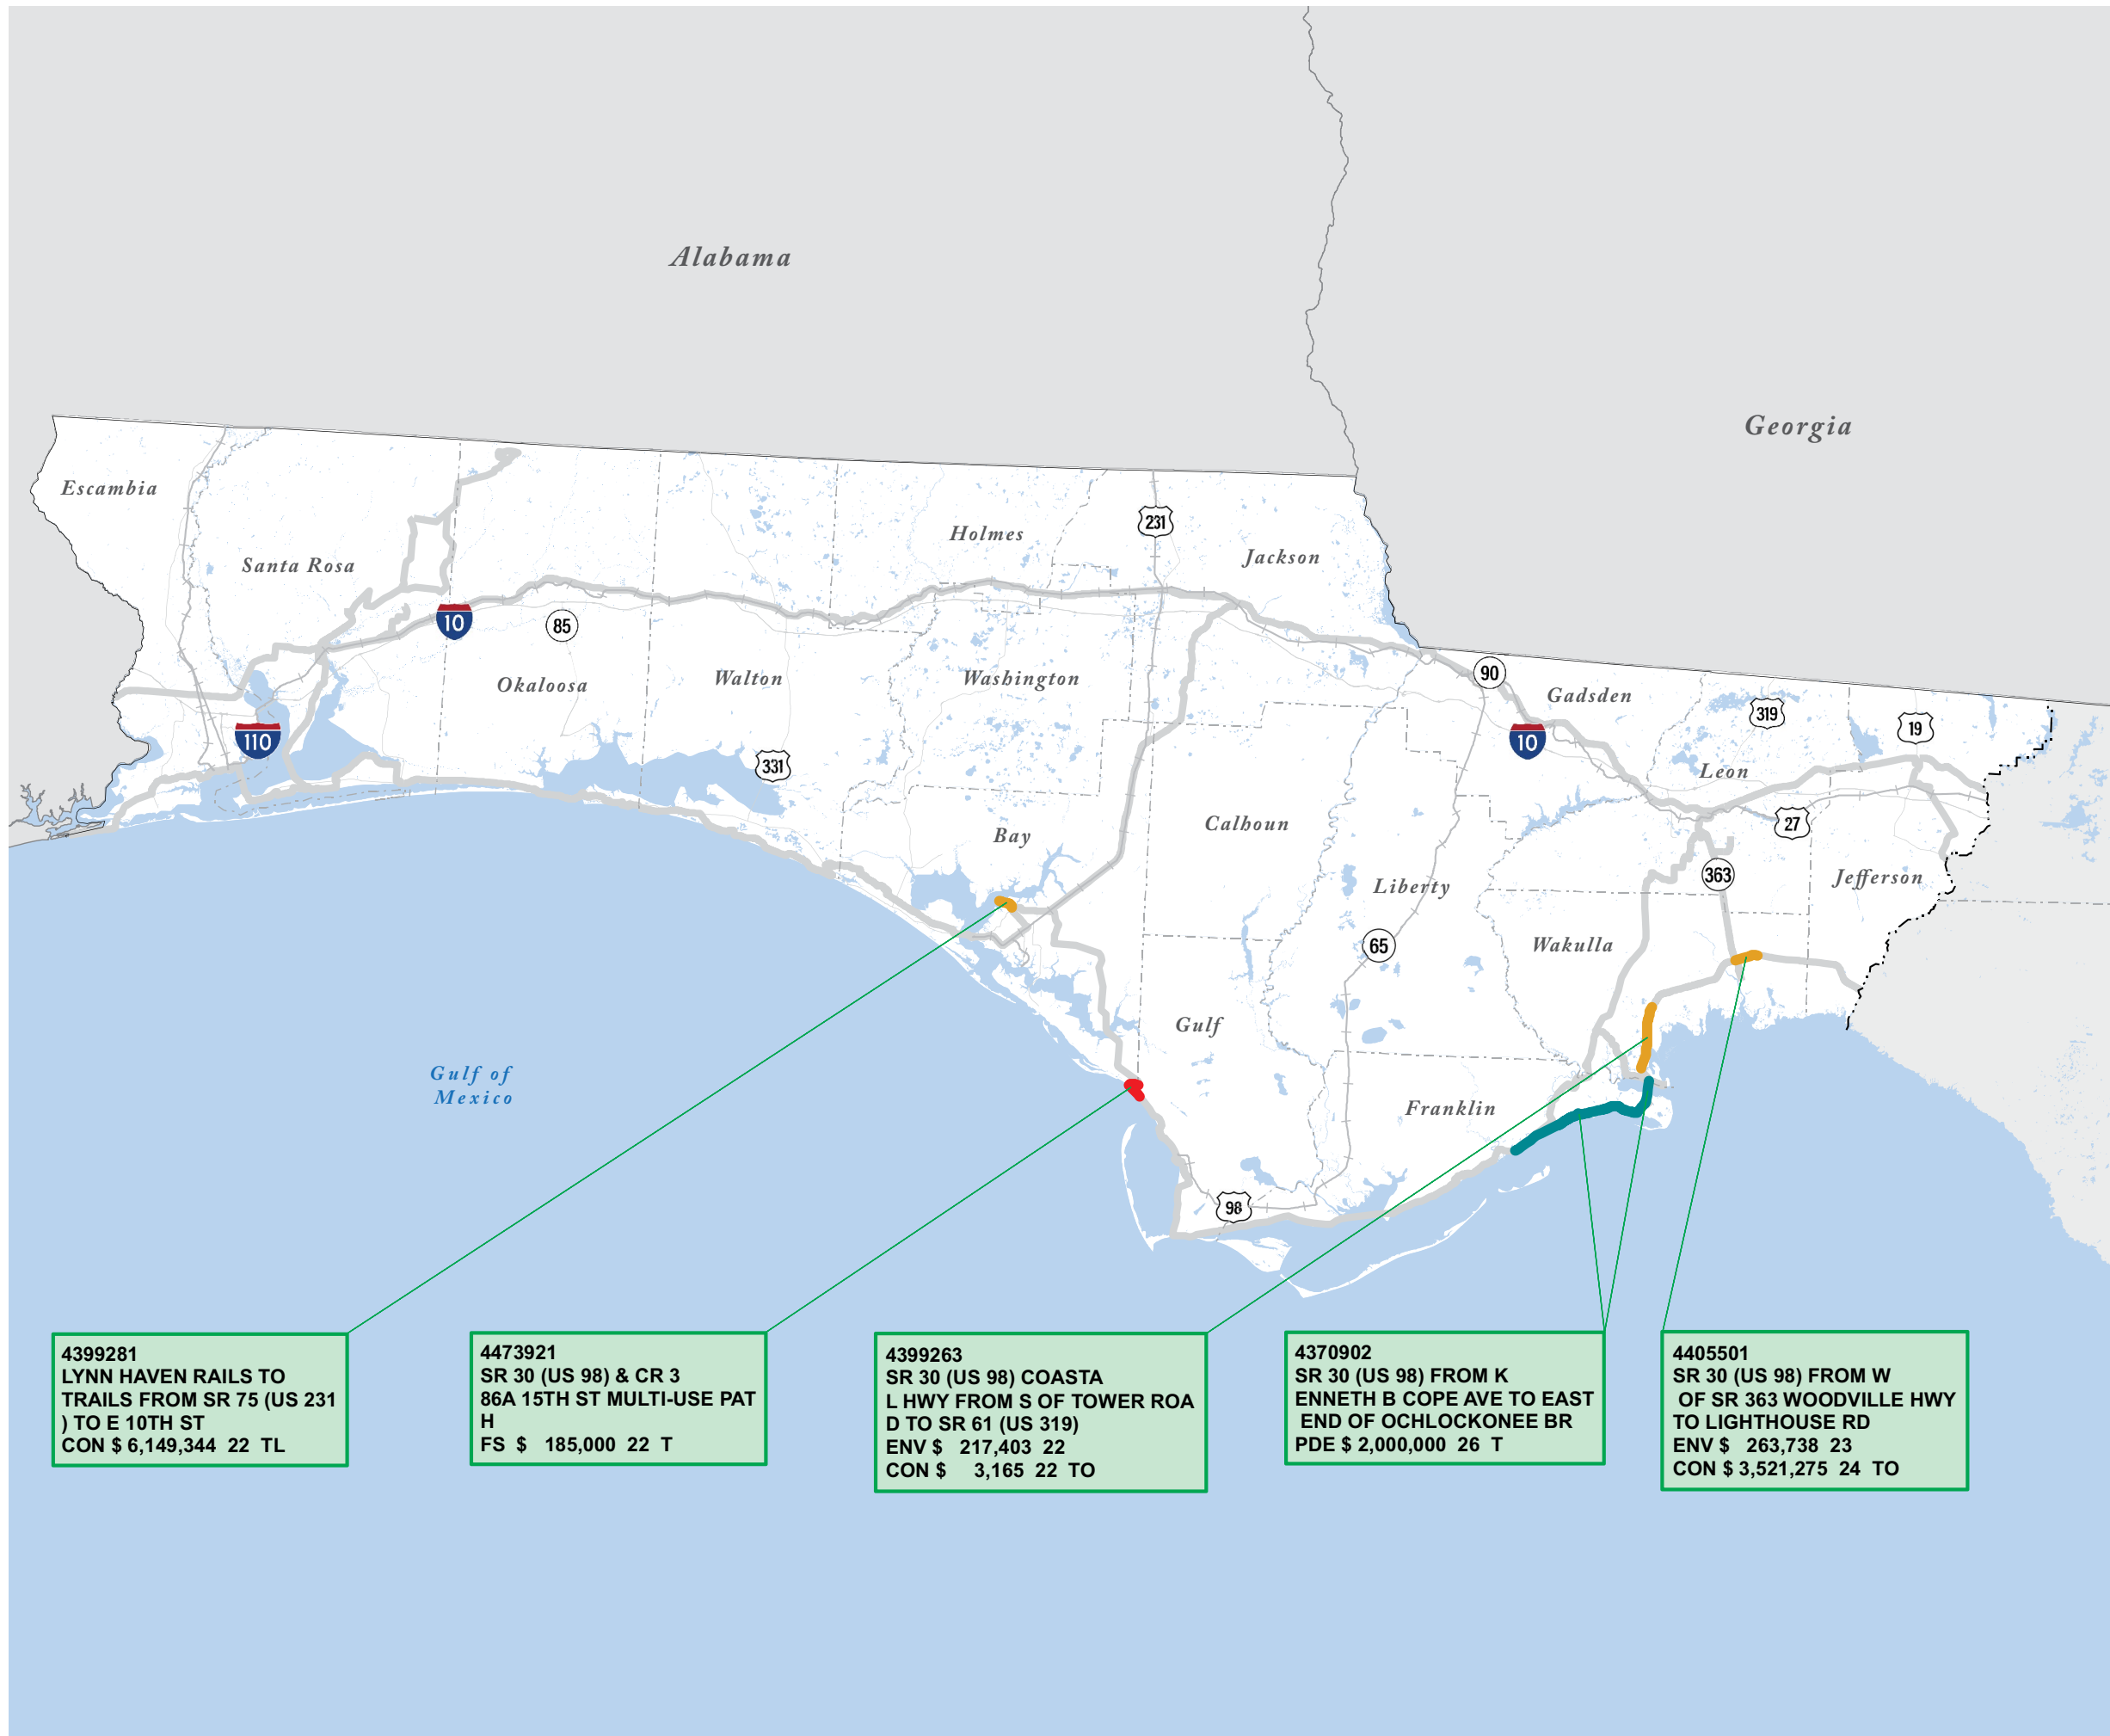 Alabama
Georgia
Escambia
Santa Rosa
Holmes
231
Jackson
10
85
Okaloosa
Walton
Washington
90
Gadsden
319
19
110
10
331
Leon
27
Bay
Calhoun
Liberty
363
Jefferson
65
Wakulla
Gulf
Gulf of
Mexico
Franklin
98
4399281
LYNN HAVEN RAILS TO
TRAILS FROM SR 75 (US 231
) TO E 10TH ST
CON $ 6,149,344 22 TL
4473921
SR 30 (US 98) & CR 3
86A 15TH ST MULTI-USE PAT
H
FS $ 185,000 22 T
4399263
SR 30 (US 98) COASTA
L HWY FROM S OF TOWER ROA
D TO SR 61 (US 319)
ENV $ 217,403 22
CON $ 3,165 22 TO
4370902
SR 30 (US 98) FROM K
ENNETH B COPE AVE TO EAST
END OF OCHLOCKONEE BR
PDE $ 2,000,000 26 T
4405501
SR 30 (US 98) FROM W
OF SR 363 WOODVILLE HWY
TO LIGHTHOUSE RD
ENV $ 263,738 23
CON $ 3,521,275 24 TO